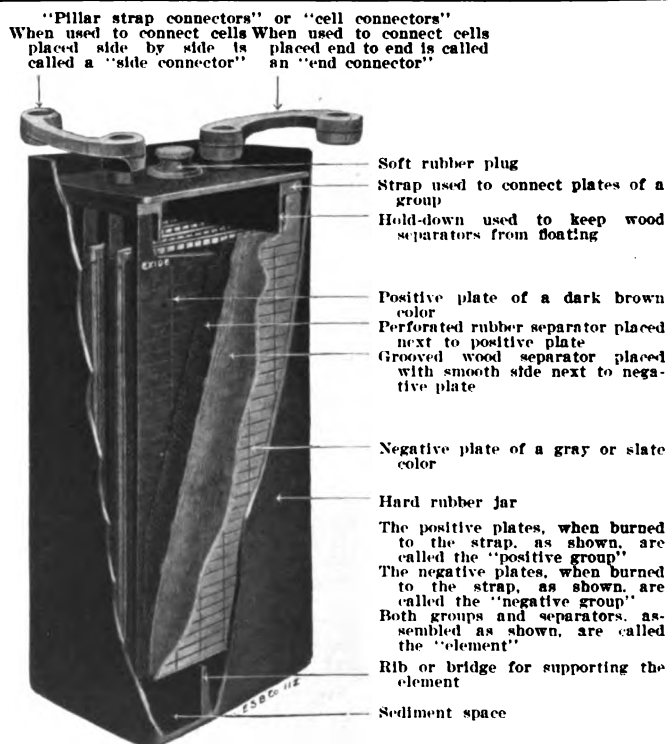 "Pillar strap connectors" or "cell connectors"
When used to connect cells
placed side by side is
called a "side connector"
When used to connect cells
placed end to end is called
an "end connector"
Soft rubber plug
Strap used to connect plates of a
group
Hold-down used to keep wood
separators from floating
EXIDE
Positive plate of a dark brown
color
Perforated rubber separator placed
next to positive plate
Grooved wood separator placed
with smooth side next to nega-
tive plate
Negative plate of a gray or slate
color
Hard rubber jar
The positive plates, when burned
to the strap, as shown, are
called the "positive group"
The negative plates, when burned
to the strap, as shown, are
called the "negative group"
Both groups and separators, as-
sembled as shown, are called
the "element"
Rib or bridge for supporting the
element
E.S.B.Co. 112
Sediment space